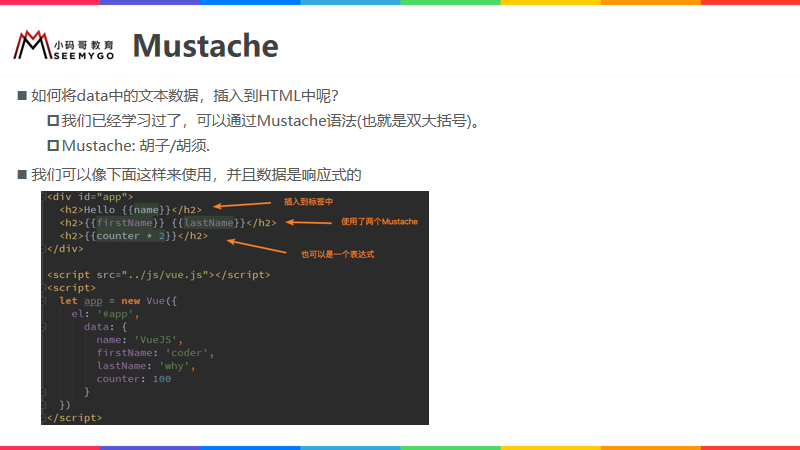 小码哥教育
SEEMYGO
Mustache
如何将data中的文本数据，插入到HTML中呢?
我们已经学习过了，可以通过Mustache语法(也就是双大括号)。
Mustache: 胡子/胡须.
我们可以像下面这样来使用，并且数据是响应式的
<div id="app">
<h2>Hello {{name}}</h2>
插入到标签中
<h2>{{firstName}} {{lastName}}</h2>
使用了两个Mustache
<h2>{{counter * 2}}</h2>
也可以是一个表达式
</div>
<script src="../js/vue.js"></script>
<script>
let app = new Vue({
el: '#app',
data: {
name: 'VueJS',
firstName: 'coder',
lastName: 'why',
counter: 100
}
})
</script>